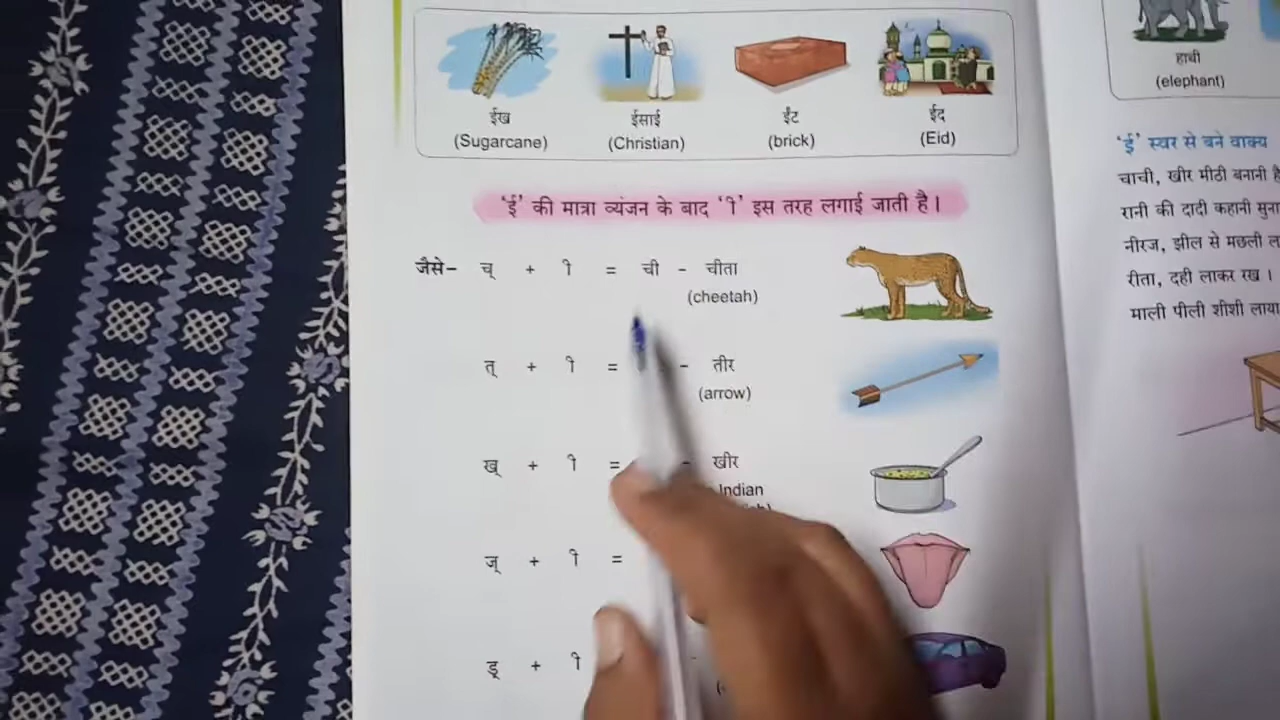 ईख
(Sugarcane)
ईसाई
(Christian)
ईंट
(brick)
ईद
(Eid)
‘ई’ की मात्रा व्यंजन के बाद ‘ी’ इस तरह लगाई जाती है।
जैसे– च् + ी = ची – चीता
(cheetah)
त् + ी = – तीर
(arrow)
ख् + ी = – खीर
Indian
ज् + ी =
ड् + ी
हाथी
(elephant)
‘ई’ स्वर से बने वाक्य
चाची, खीर मीठी बनानी
रानी की दादी कहानी
नीरज, झील से मछली
रीता, दही लाकर रख।
माली पीली शीशी लाया